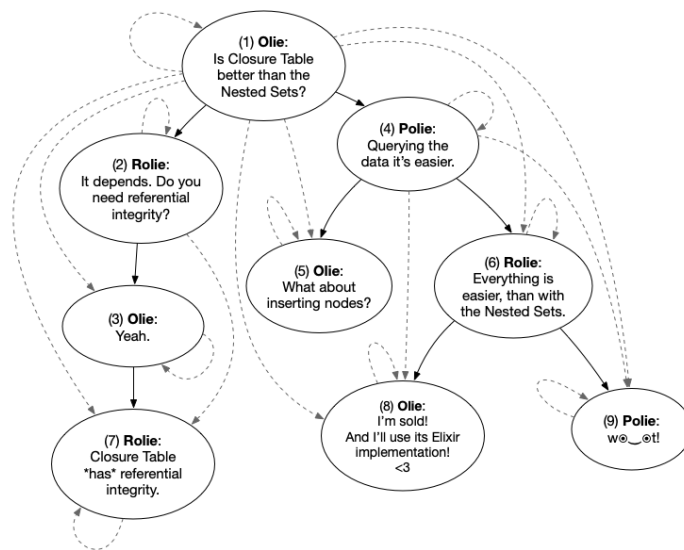 (1) Olie:
Is Closure Table
better than the
Nested Sets?
(2) Rolie:
It depends. Do you
need referential
integrity?
(3) Olie:
Yeah.
(4) Polie:
Querying the
data it's easier.
(5) Olie:
What about
inserting nodes?
(6) Rolie:
Everything is
easier, than with
the Nested Sets.
(7) Rolie:
Closure Table
*has* referential
integrity.
(8) Olie:
I'm sold!
And I'll use its Elixir
implementation!
<3
(9) Polie:
w⊙‿⊙t!